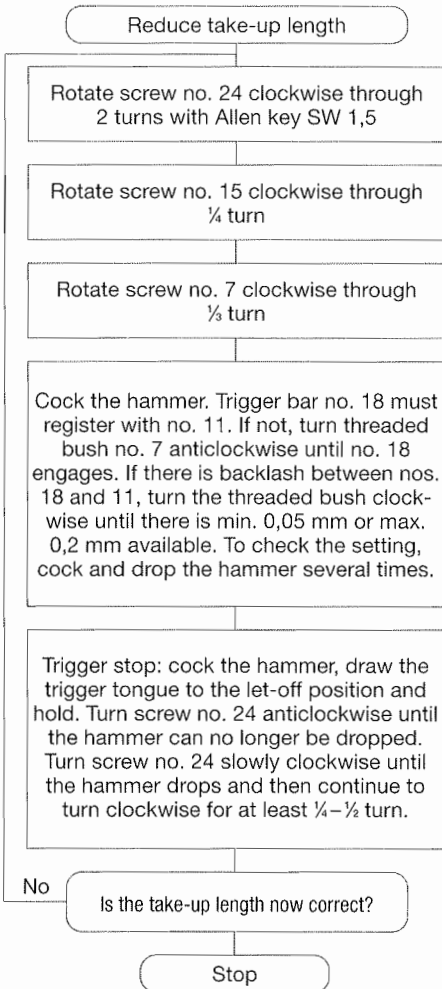 Reduce take-up length
Rotate screw no. 24 clockwise through
2 turns with Allen key SW 1,5
Rotate screw no. 15 clockwise through
¼ turn
Rotate screw no. 7 clockwise through
⅓ turn
Cock the hammer. Trigger bar no. 18 must
register with no. 11. If not, turn threaded
bush no. 7 anticlockwise until no. 18
engages. If there is backlash between nos.
18 and 11, turn the threaded bush clock-
wise until there is min. 0,05 mm or max.
0,2 mm available. To check the setting,
cock and drop the hammer several times.
Trigger stop: cock the hammer, draw the
trigger tongue to the let-off position and
hold. Turn screw no. 24 anticlockwise until
the hammer can no longer be dropped.
Turn screw no. 24 slowly clockwise until
the hammer drops and then continue to
turn clockwise for at least ¼–½ turn.
No
Is the take-up length now correct?
Stop